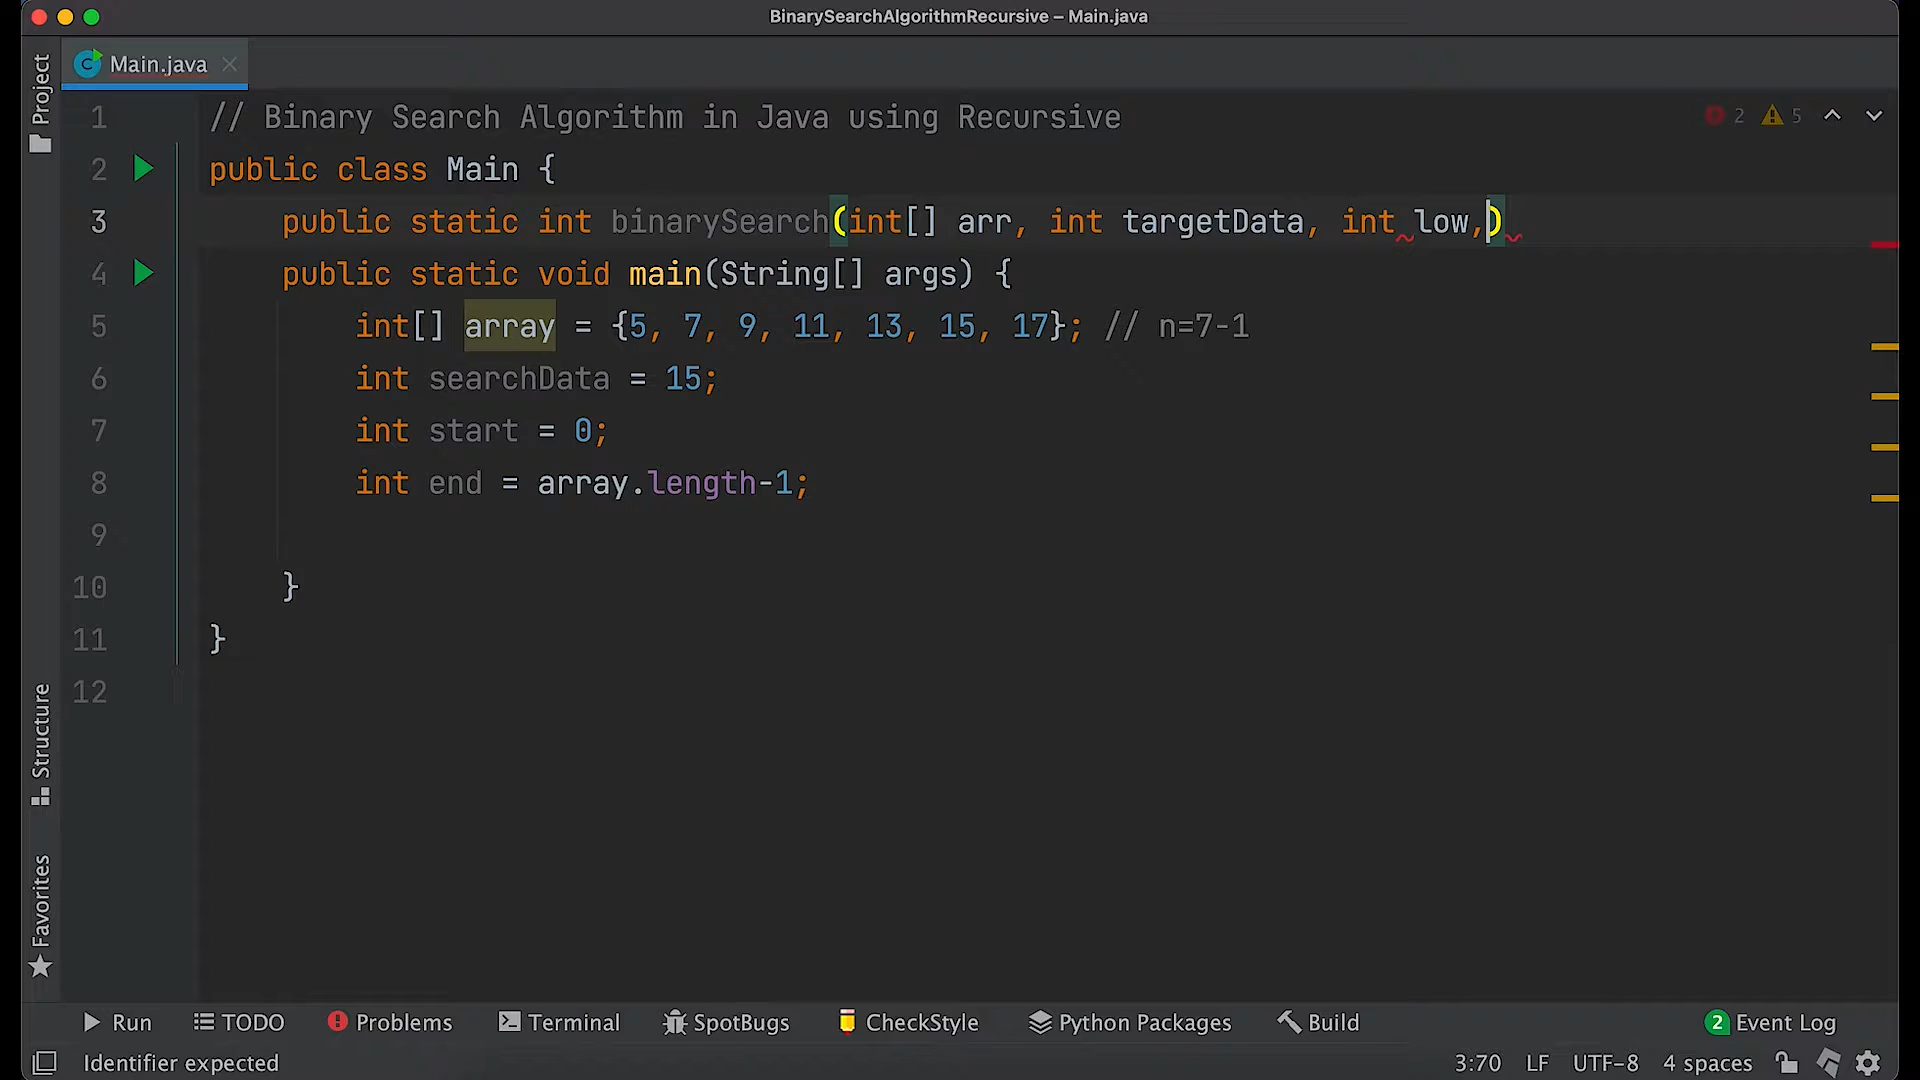 BinarySearchAlgorithmRecursive – Main.java
Project
Main.java
1 // Binary Search Algorithm in Java using Recursive
2 5
2 public class Main {
3 public static int binarySearch(int[] arr, int targetData, int low,)
4 public static void main(String[] args) {
5 int[] array = {5, 7, 9, 11, 13, 15, 17}; // n=7-1
6 int searchData = 15;
7 int start = 0;
8 int end = array.length-1;
9
10 }
11 }
12
Structure
Favorites
Run TODO Problems Terminal SpotBugs CheckStyle Python Packages Build 2 Event Log
Identifier expected 3:70 LF UTF-8 4 spaces